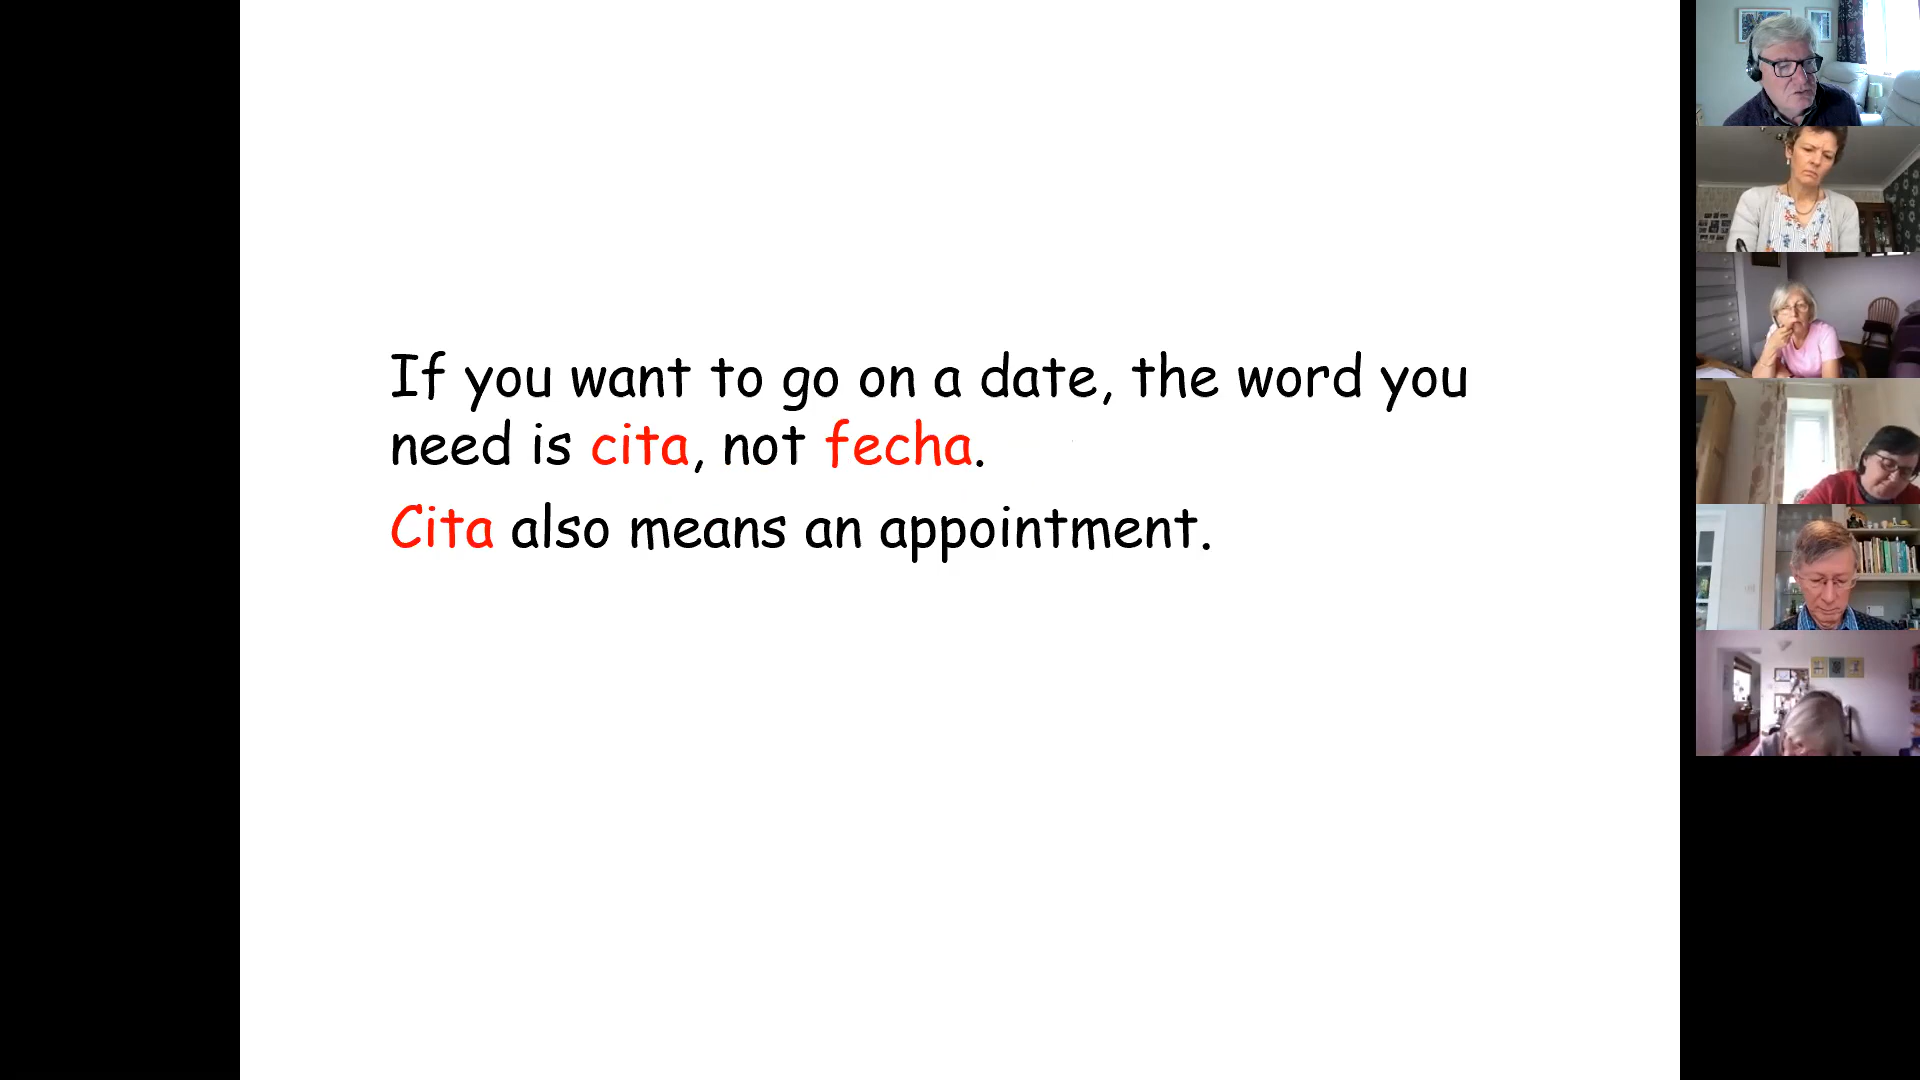 If you want to go on a date, the word you
need is cita, not fecha.
Cita also means an appointment.